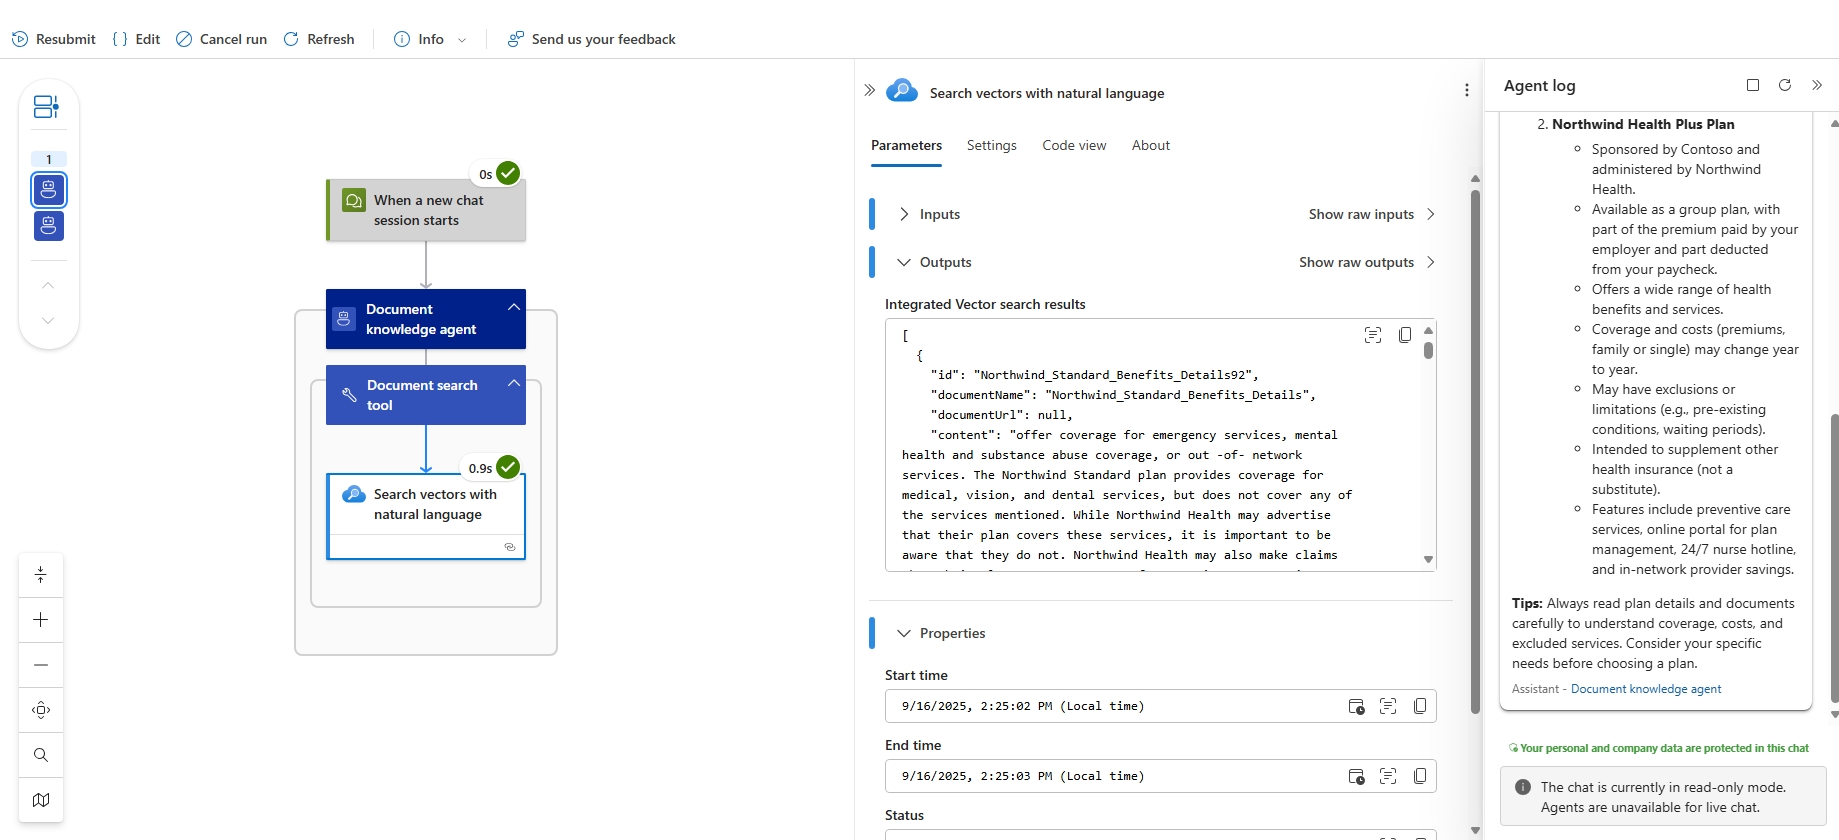 Resubmit
Edit
Cancel run
Refresh
Info
Send us your feedback
1
0s
When a new chat
session starts
Document
knowledge agent
Document search
tool
0.9s
Search vectors with
natural language
Search vectors with natural language
Parameters
Settings
Code view
About
Inputs
Show raw inputs
Outputs
Show raw outputs
Integrated Vector search results
[
{
"id": "Northwind_Standard_Benefits_Details92",
"documentName": "Northwind_Standard_Benefits_Details",
"documentUrl": null,
"content": "offer coverage for emergency services, mental
health and substance abuse coverage, or out -of- network
services. The Northwind Standard plan provides coverage for
medical, vision, and dental services, but does not cover any of
the services mentioned. While Northwind Health may advertise
that their plan covers these services, it is important to be
aware that they do not. Northwind Health may also make claims
Properties
Start time
9/16/2025, 2:25:02 PM (Local time)
End time
9/16/2025, 2:25:03 PM (Local time)
Status
Agent log
2. Northwind Health Plus Plan
Sponsored by Contoso and
administered by Northwind
Health.
Available as a group plan, with
part of the premium paid by your
employer and part deducted
from your paycheck.
Offers a wide range of health
benefits and services.
Coverage and costs (premiums,
family or single) may change year
to year.
May have exclusions or
limitations (e.g., pre-existing
conditions, waiting periods).
Intended to supplement other
health insurance (not a
substitute).
Features include preventive care
services, online portal for plan
management, 24/7 nurse hotline,
and in-network provider savings.
Tips: Always read plan details and documents
carefully to understand coverage, costs, and
excluded services. Consider your specific
needs before choosing a plan.
Assistant - Document knowledge agent
Your personal and company data are protected in this chat
The chat is currently in read-only mode.
Agents are unavailable for live chat.